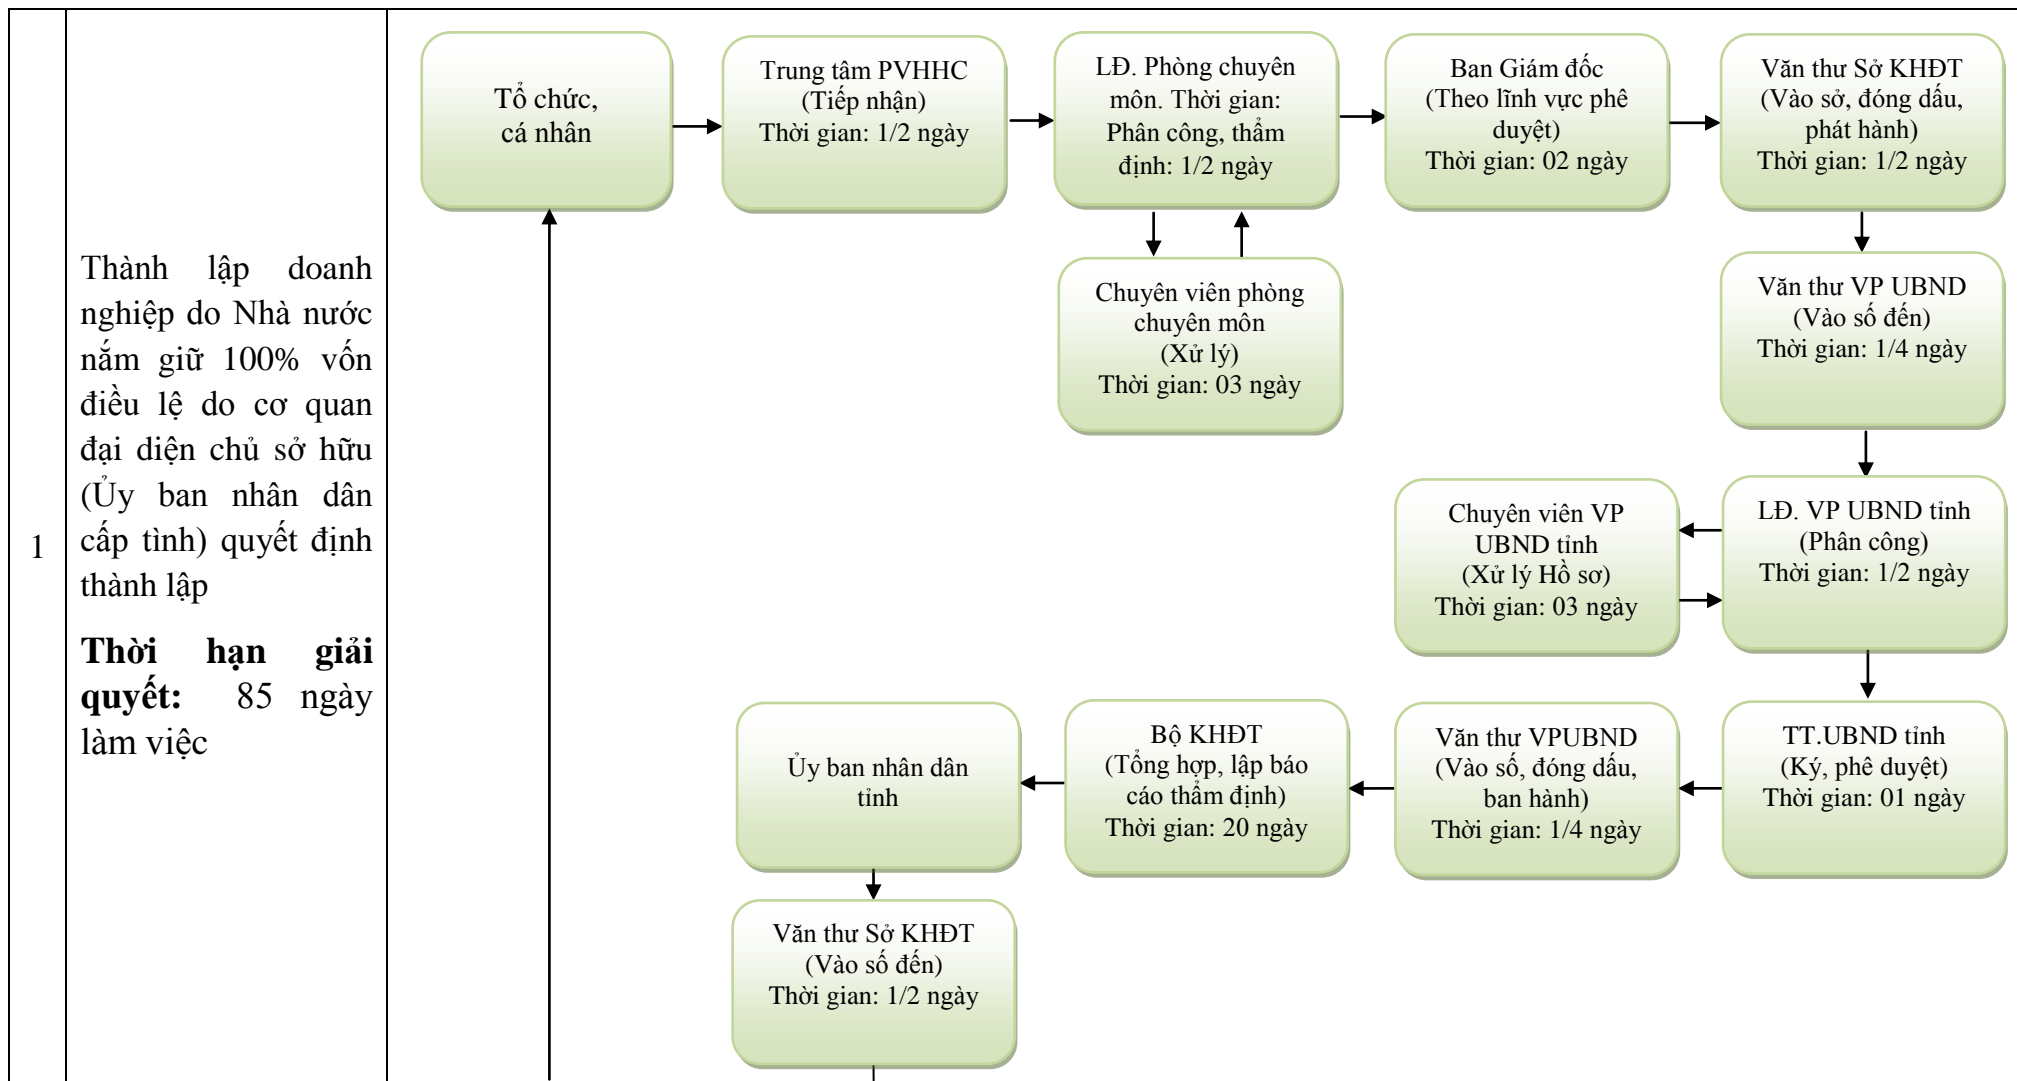 1
Thành lập doanh
nghiệp do Nhà nước
nắm giữ 100% vốn
điều lệ do cơ quan
đại diện chủ sở hữu
(Ủy ban nhân dân
cấp tình) quyết định
thành lập
Thời hạn giải
quyết: 85 ngày
làm việc
Tổ chức,
cá nhân
Trung tâm PVHHC
(Tiếp nhận)
Thời gian: 1/2 ngày
LĐ. Phòng chuyên
môn. Thời gian:
Phân công, thẩm
định: 1/2 ngày
Ban Giám đốc
(Theo lĩnh vực phê
duyệt)
Thời gian: 02 ngày
Văn thư Sở KHĐT
(Vào sở, đóng dấu,
phát hành)
Thời gian: 1/2 ngày
Chuyên viên phòng
chuyên môn
(Xử lý)
Thời gian: 03 ngày
Văn thư VP UBND
(Vào số đến)
Thời gian: 1/4 ngày
Chuyên viên VP
UBND tỉnh
(Xử lý Hồ sơ)
Thời gian: 03 ngày
LĐ. VP UBND tỉnh
(Phân công)
Thời gian: 1/2 ngày
Ủy ban nhân dân
tỉnh
Bộ KHĐT
(Tổng hợp, lập báo
cáo thẩm định)
Thời gian: 20 ngày
Văn thư VPUBND
(Vào số, đóng dấu,
ban hành)
Thời gian: 1/4 ngày
TT.UBND tỉnh
(Ký, phê duyệt)
Thời gian: 01 ngày
Văn thư Sở KHĐT
(Vào số đến)
Thời gian: 1/2 ngày